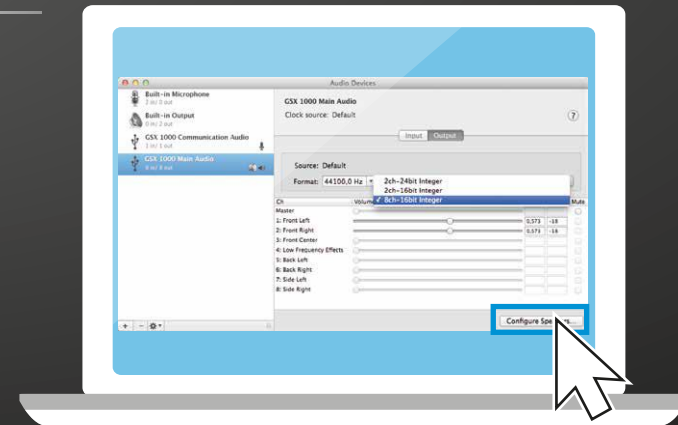 Audio Devices
Built-in Microphone
2 in/ 0 out
Built-in Output
0 in/ 2 out
GSX 1000 Communication Audio
1 in/ 1 out
GSX 1000 Main Audio
0 in/ 8 out
GSX 1000 Main Audio
Clock source: Default
?
Input Output
Source: Default
Format: 44100,0 Hz
2ch-24bit Integer
2ch-16bit Integer
✓ 8ch-16bit Integer
Ch Volume Mute
Master
1: Front Left 0,573 -18
2: Front Right 0,573 -18
3: Front Center
4: Low Frequency Effects
5: Back Left
6: Back Right
7: Side Left
8: Side Right
+ -
Configure